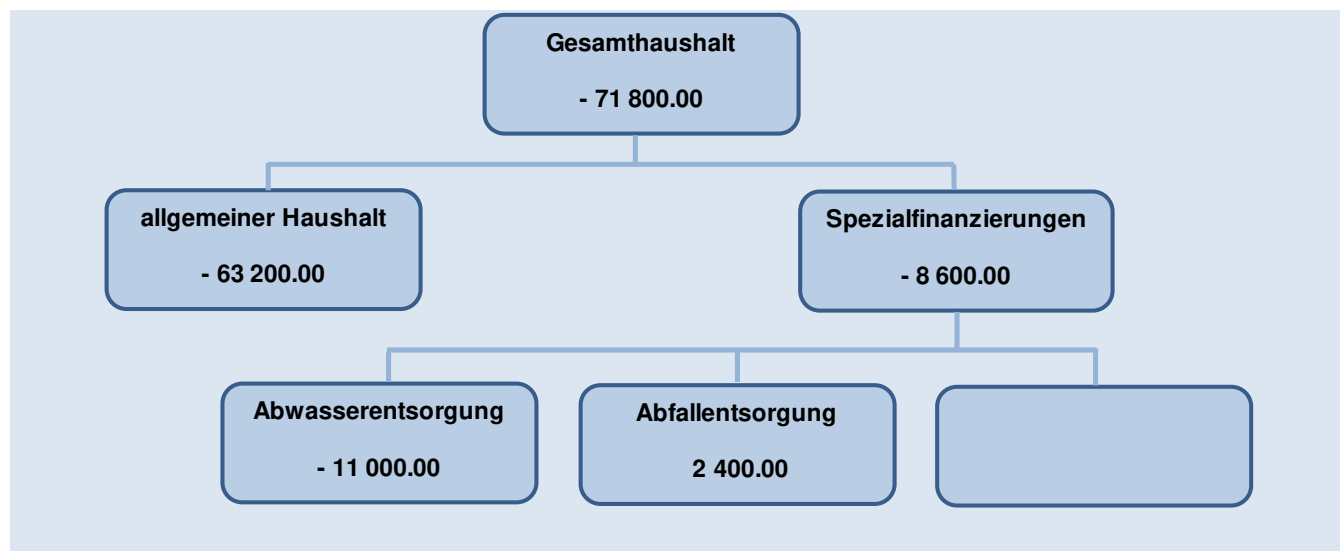 Gesamthaushalt
- 71 800.00
allgemeiner Haushalt
- 63 200.00
Spezialfinanzierungen
- 8 600.00
Abwasserentsorgung
- 11 000.00
Abfallentsorgung
2 400.00